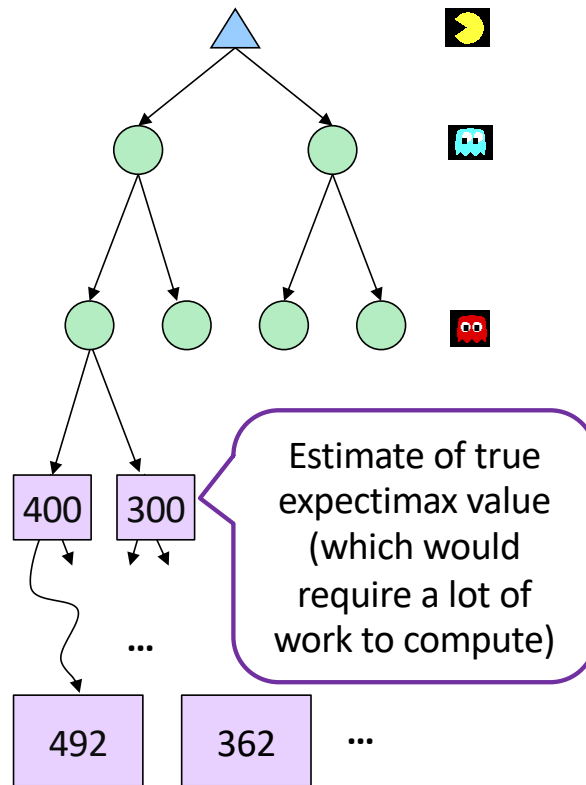 400 300
Estimate of true
expectimax value
(which would
require a lot of
work to compute)
...
492 362 ...